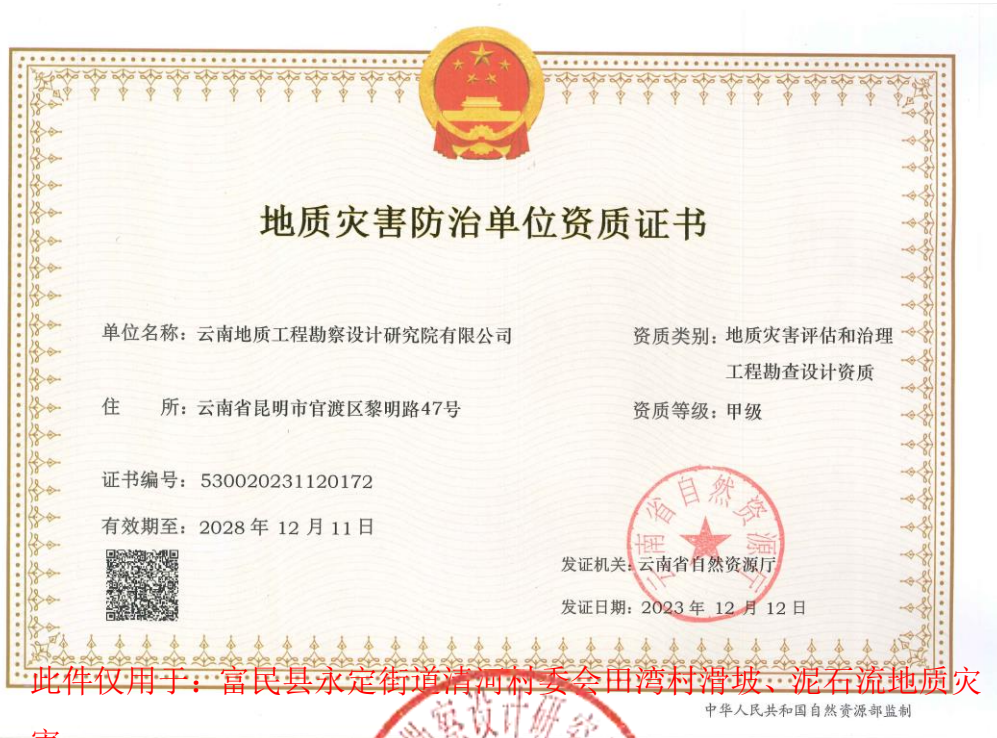 地质灾害防治单位资质证书
单位名称：云南地质工程勘察设计研究院有限公司
资质类别：地质灾害评估和治理
工程勘查设计资质
住 所：云南省昆明市官渡区黎明路47号
资质等级：甲级
证书编号：530020231120172
有效期至：2028 年 12 月 11 日
云南省自然资源厅
发证机关：云南省自然资源厅
发证日期：2023 年 12 月 12 日
此件仅用于：富民县永定街道清河村委会田湾村滑坡、泥石流地质灾
中华人民共和国自然资源部监制
勘察设计研究